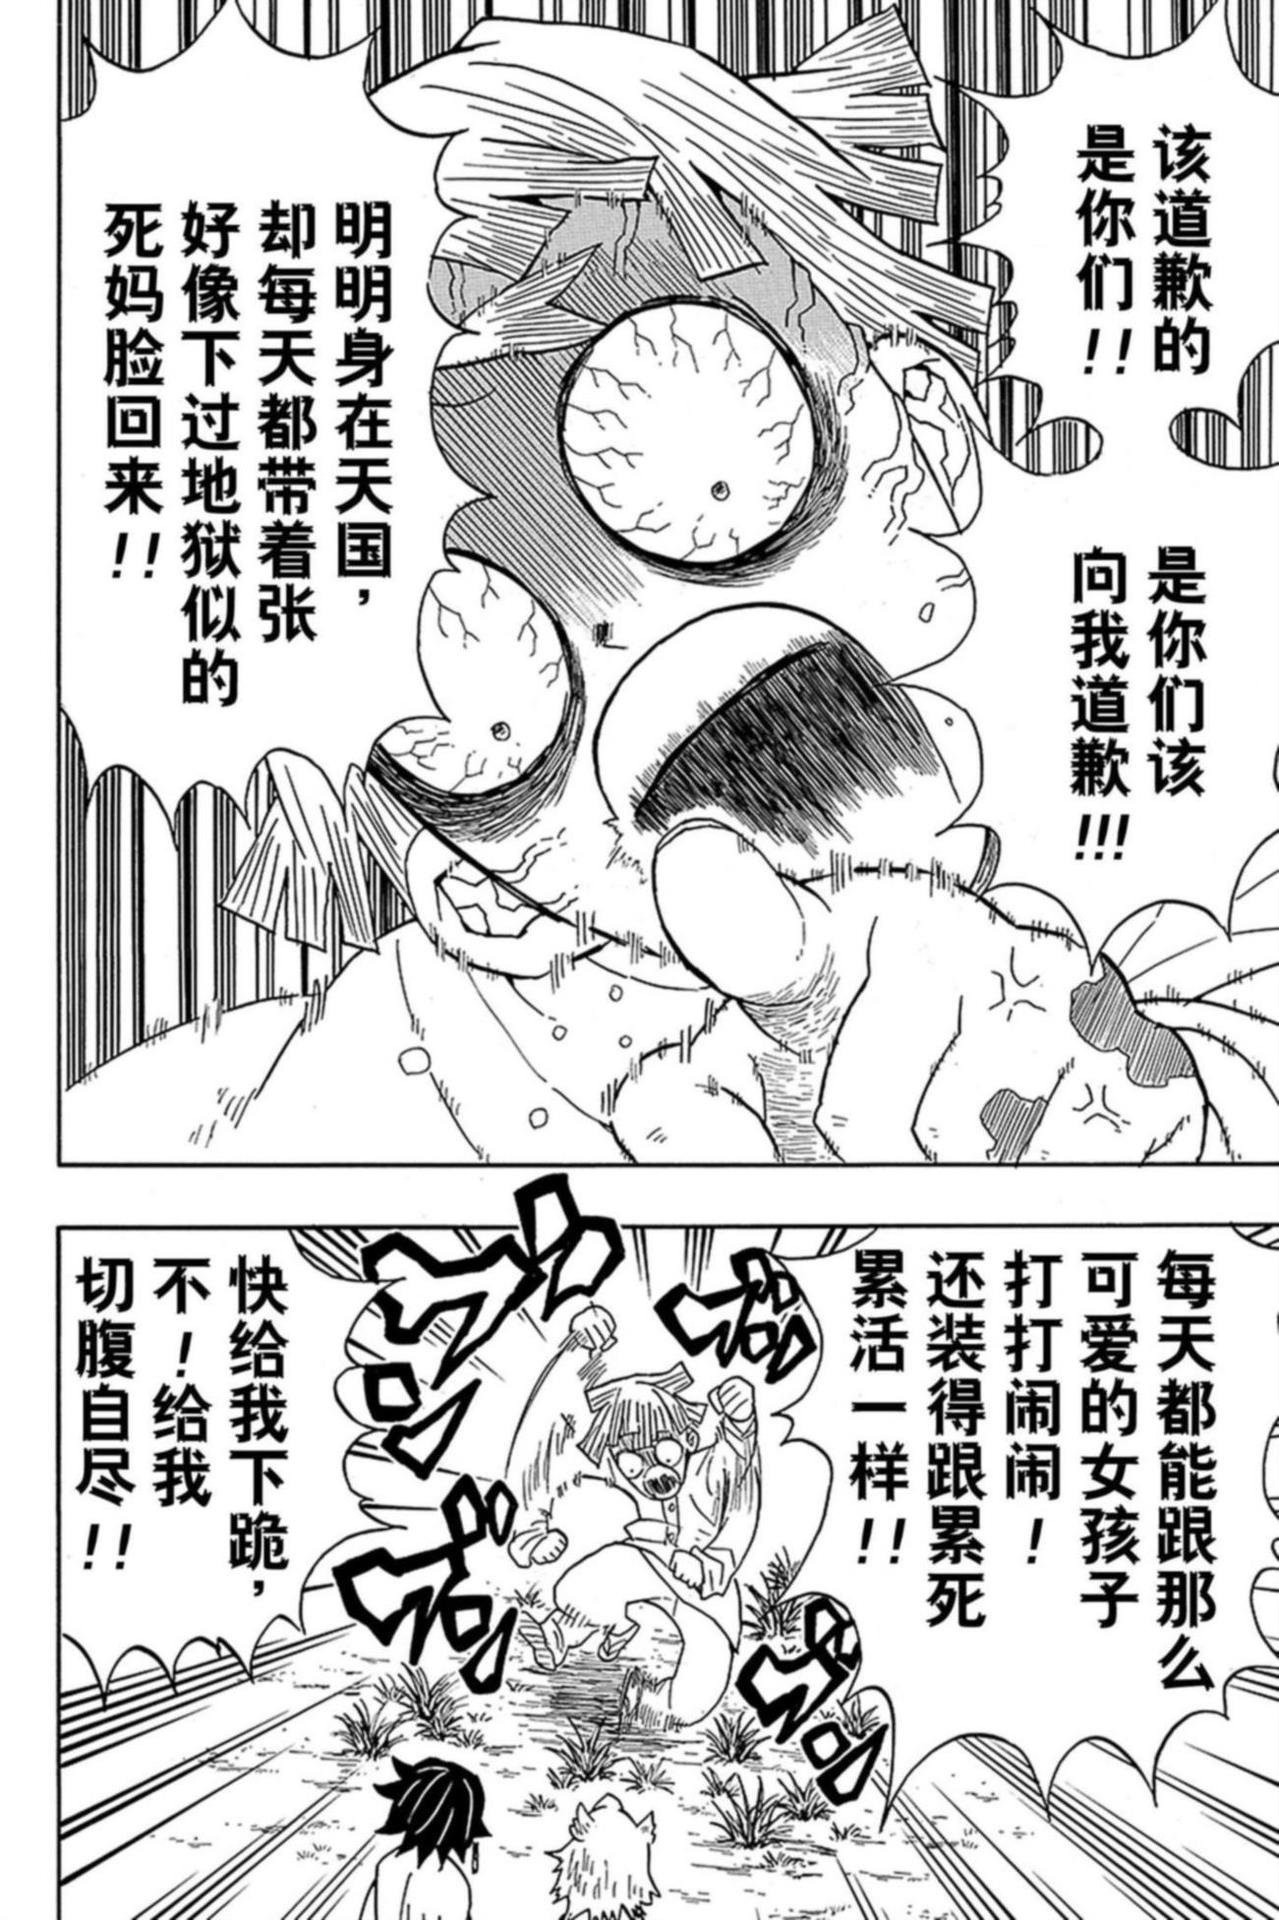 该道歉的
是你们!!
是你们该
向我道歉!!!
明明身在天国，
却每天都带着张
好像下过地狱似的
死妈脸回来!!
每天都能跟那么
可爱的女孩子
打打闹闹!
还装得跟累死
累活一样!!
快给我下跪，
不!给我
切腹自尽!!